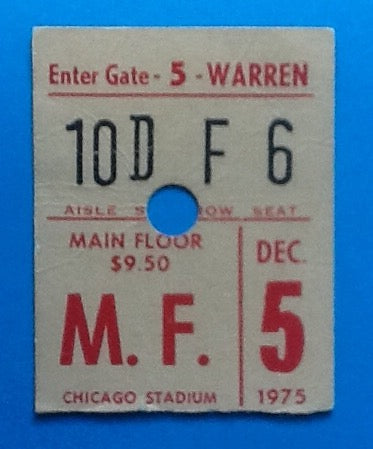 Enter Gate - 5 - WARREN
10D F 6
AISLE ROW SEAT
MAIN FLOOR
$9.50
M. F.
CHICAGO STADIUM
DEC.
5
1975